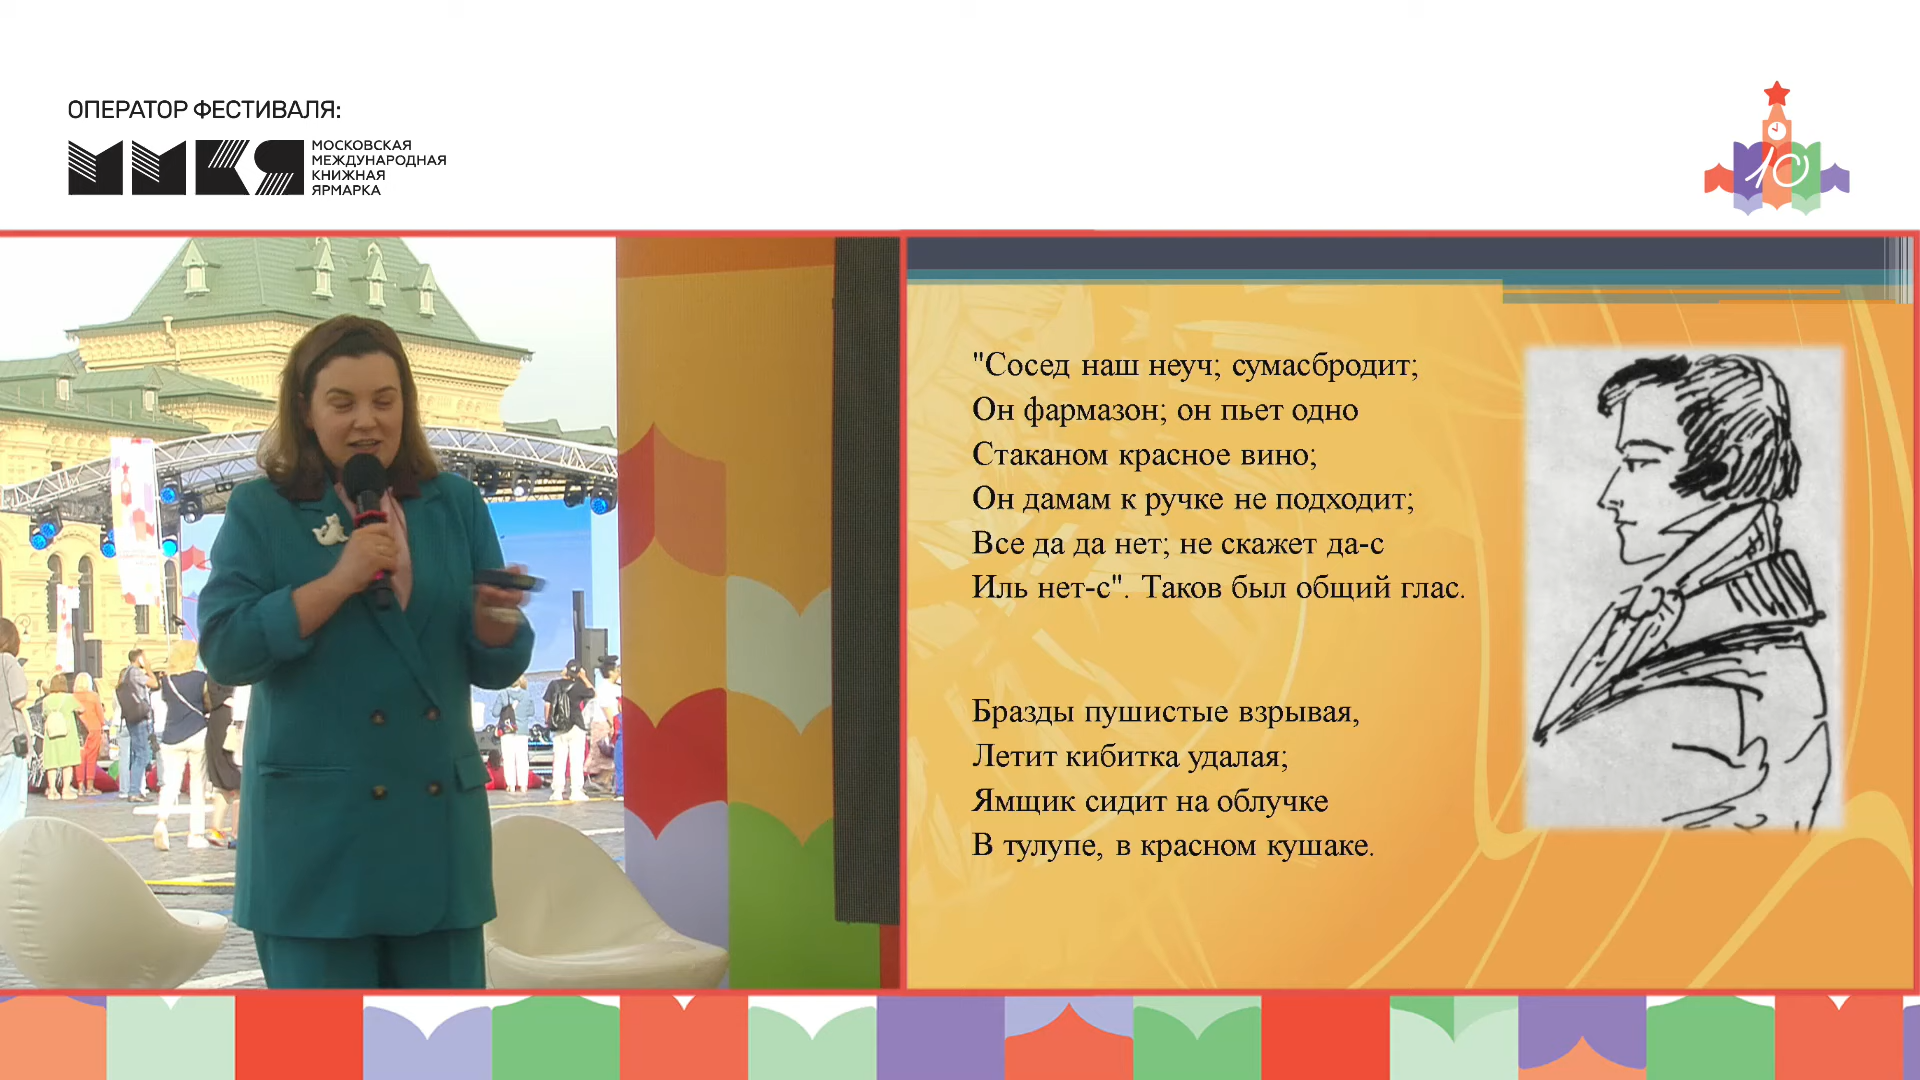 ОПЕРАТОР ФЕСТИВАЛЯ:
ММКЯ
МОСКОВСКАЯ
МЕЖДУНАРОДНАЯ
КНИЖНАЯ
ЯРМАРКА
10
"Сосед наш неуч; сумасбродит;
Он фармазон; он пьет одно
Стаканом красное вино;
Он дамам к ручке не подходит;
Все да да нет; не скажет да-с
Иль нет-с". Таков был общий глас.
Бразды пушистые взрывая,
Летит кибитка удалая;
Ямщик сидит на облучке
В тулупе, в красном кушаке.